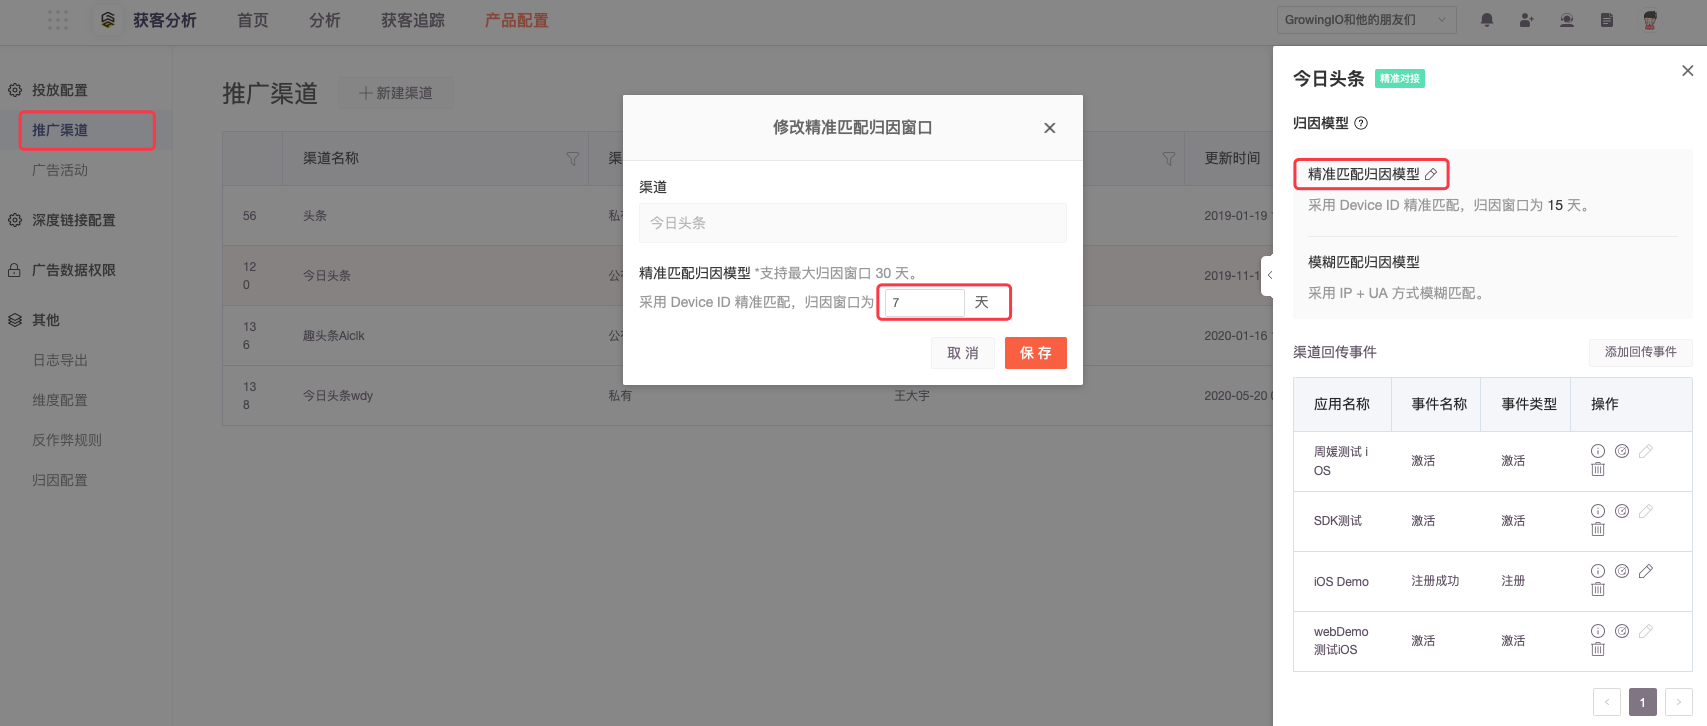 获客分析
首页
分析
获客追踪
产品配置
GrowingIO和他的朋友们
投放配置
推广渠道
广告活动
深度链接配置
广告数据权限
其他
日志导出
维度配置
反作弊规则
归因配置
推广渠道
新建渠道
渠道名称
渠
更新时间
56
头条
私有
2019-01-19
120
今日头条
公
2019-11-1
136
趣头条Aiclk
公
2020-01-16
138
今日头条wdy
私有
王大宇
2020-05-20
修改精准匹配归因窗口
渠道
今日头条
精准匹配归因模型 *支持最大归因窗口 30 天。
采用 Device ID 精准匹配，归因窗口为 7 天
取 消
保 存
今日头条 精准对接
归因模型
精准匹配归因模型
采用 Device ID 精准匹配，归因窗口为 15 天。
模糊匹配归因模型
采用 IP + UA 方式模糊匹配。
渠道回传事件
添加回传事件
应用名称 事件名称 事件类型 操作
周媛测试 iOS 激活 激活
SDK测试 激活 激活
iOS Demo 注册成功 注册
webDemo测试iOS 激活 激活
1